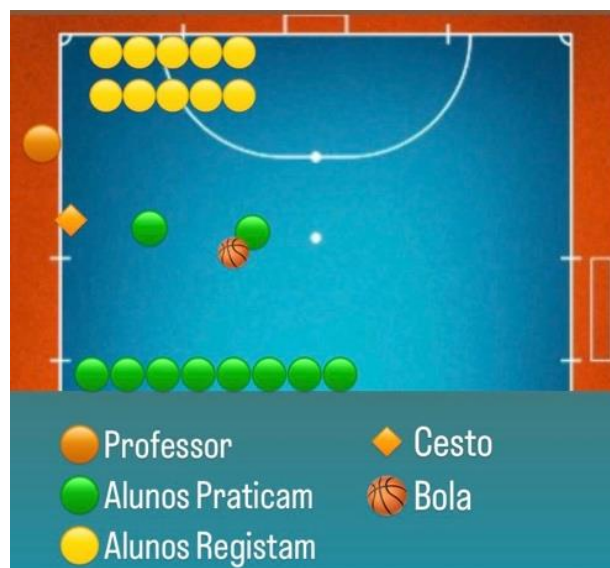 Professor
Cesto
Alunos Praticam
Bola
Alunos Registam